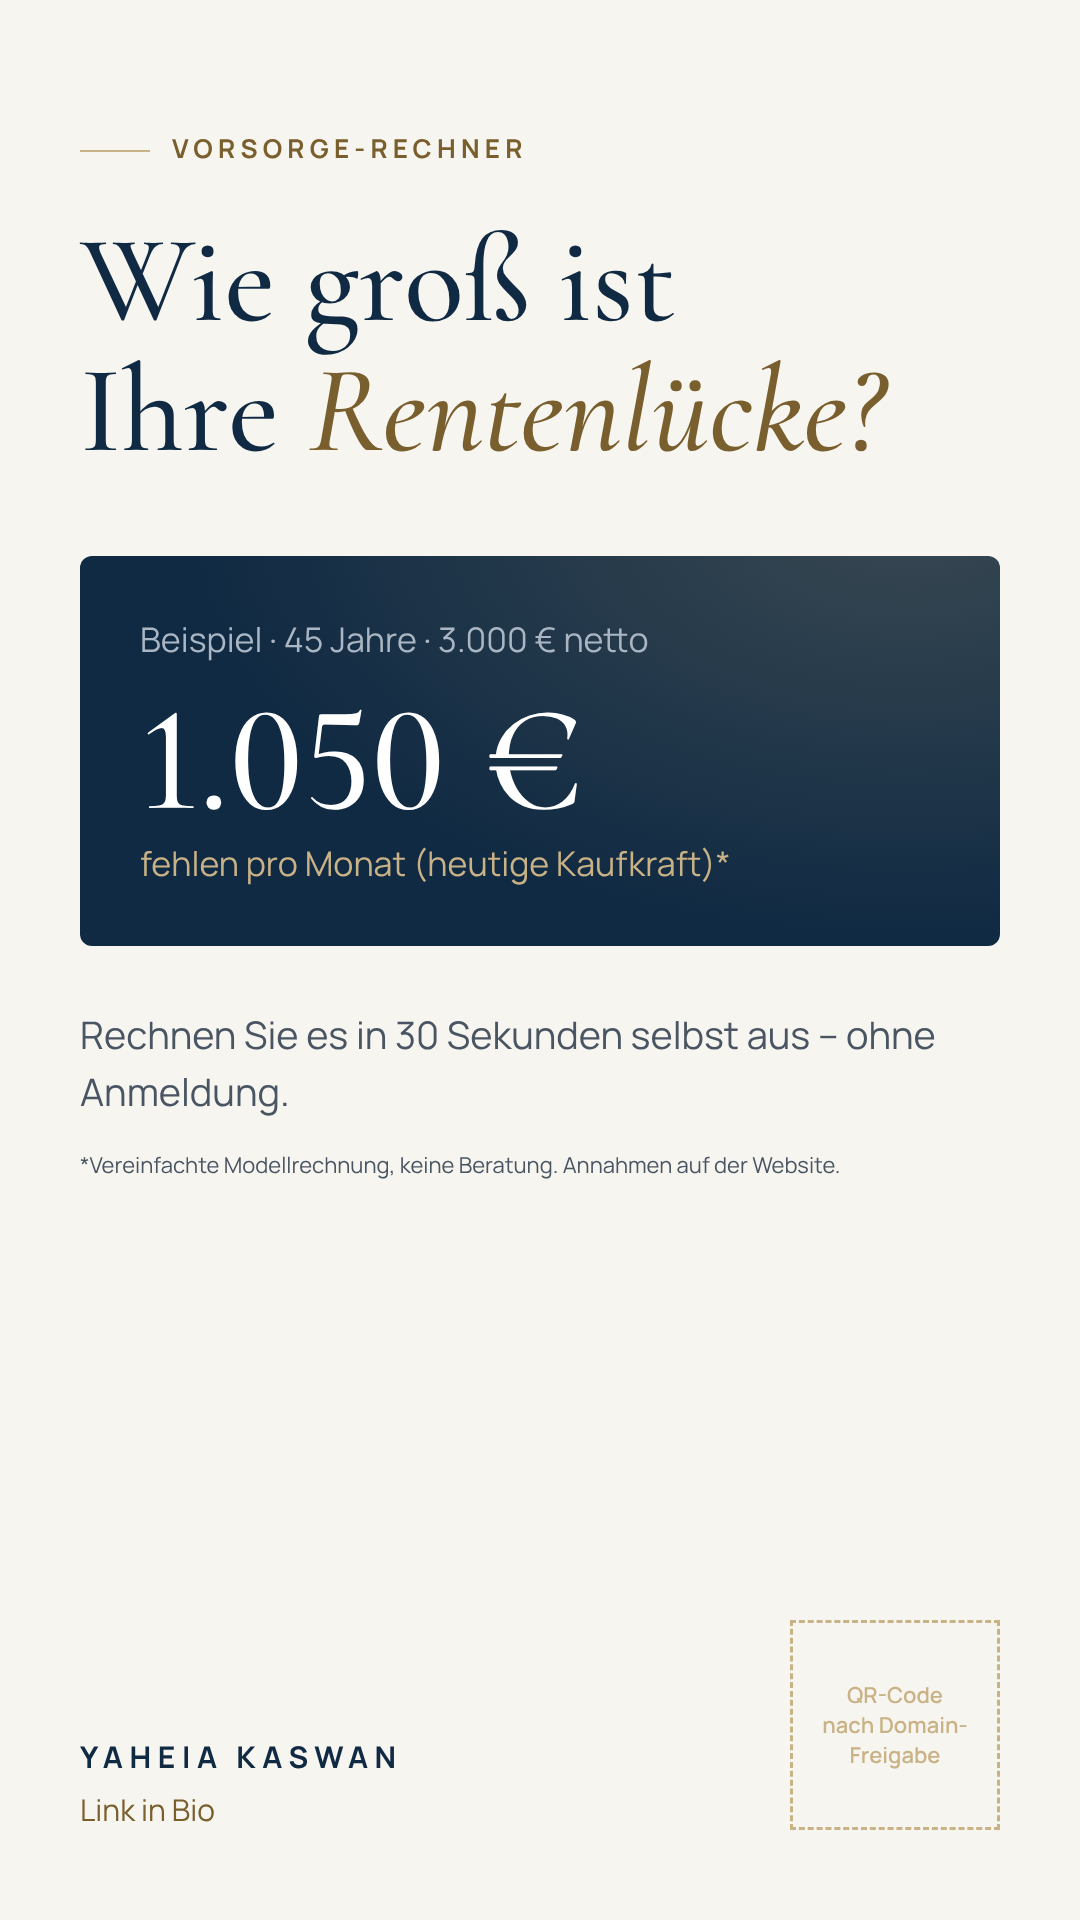 VORSORGE-RECHNER
Wie groß ist
Ihre Rentenlücke?
Beispiel · 45 Jahre · 3.000 € netto
1.050 €
fehlen pro Monat (heutige Kaufkraft)*
Rechnen Sie es in 30 Sekunden selbst aus – ohne
Anmeldung.
*Vereinfachte Modellrechnung, keine Beratung. Annahmen auf der Website.
QR-Code
nach Domain-
Freigabe
YAHEIA KASWAN
Link in Bio